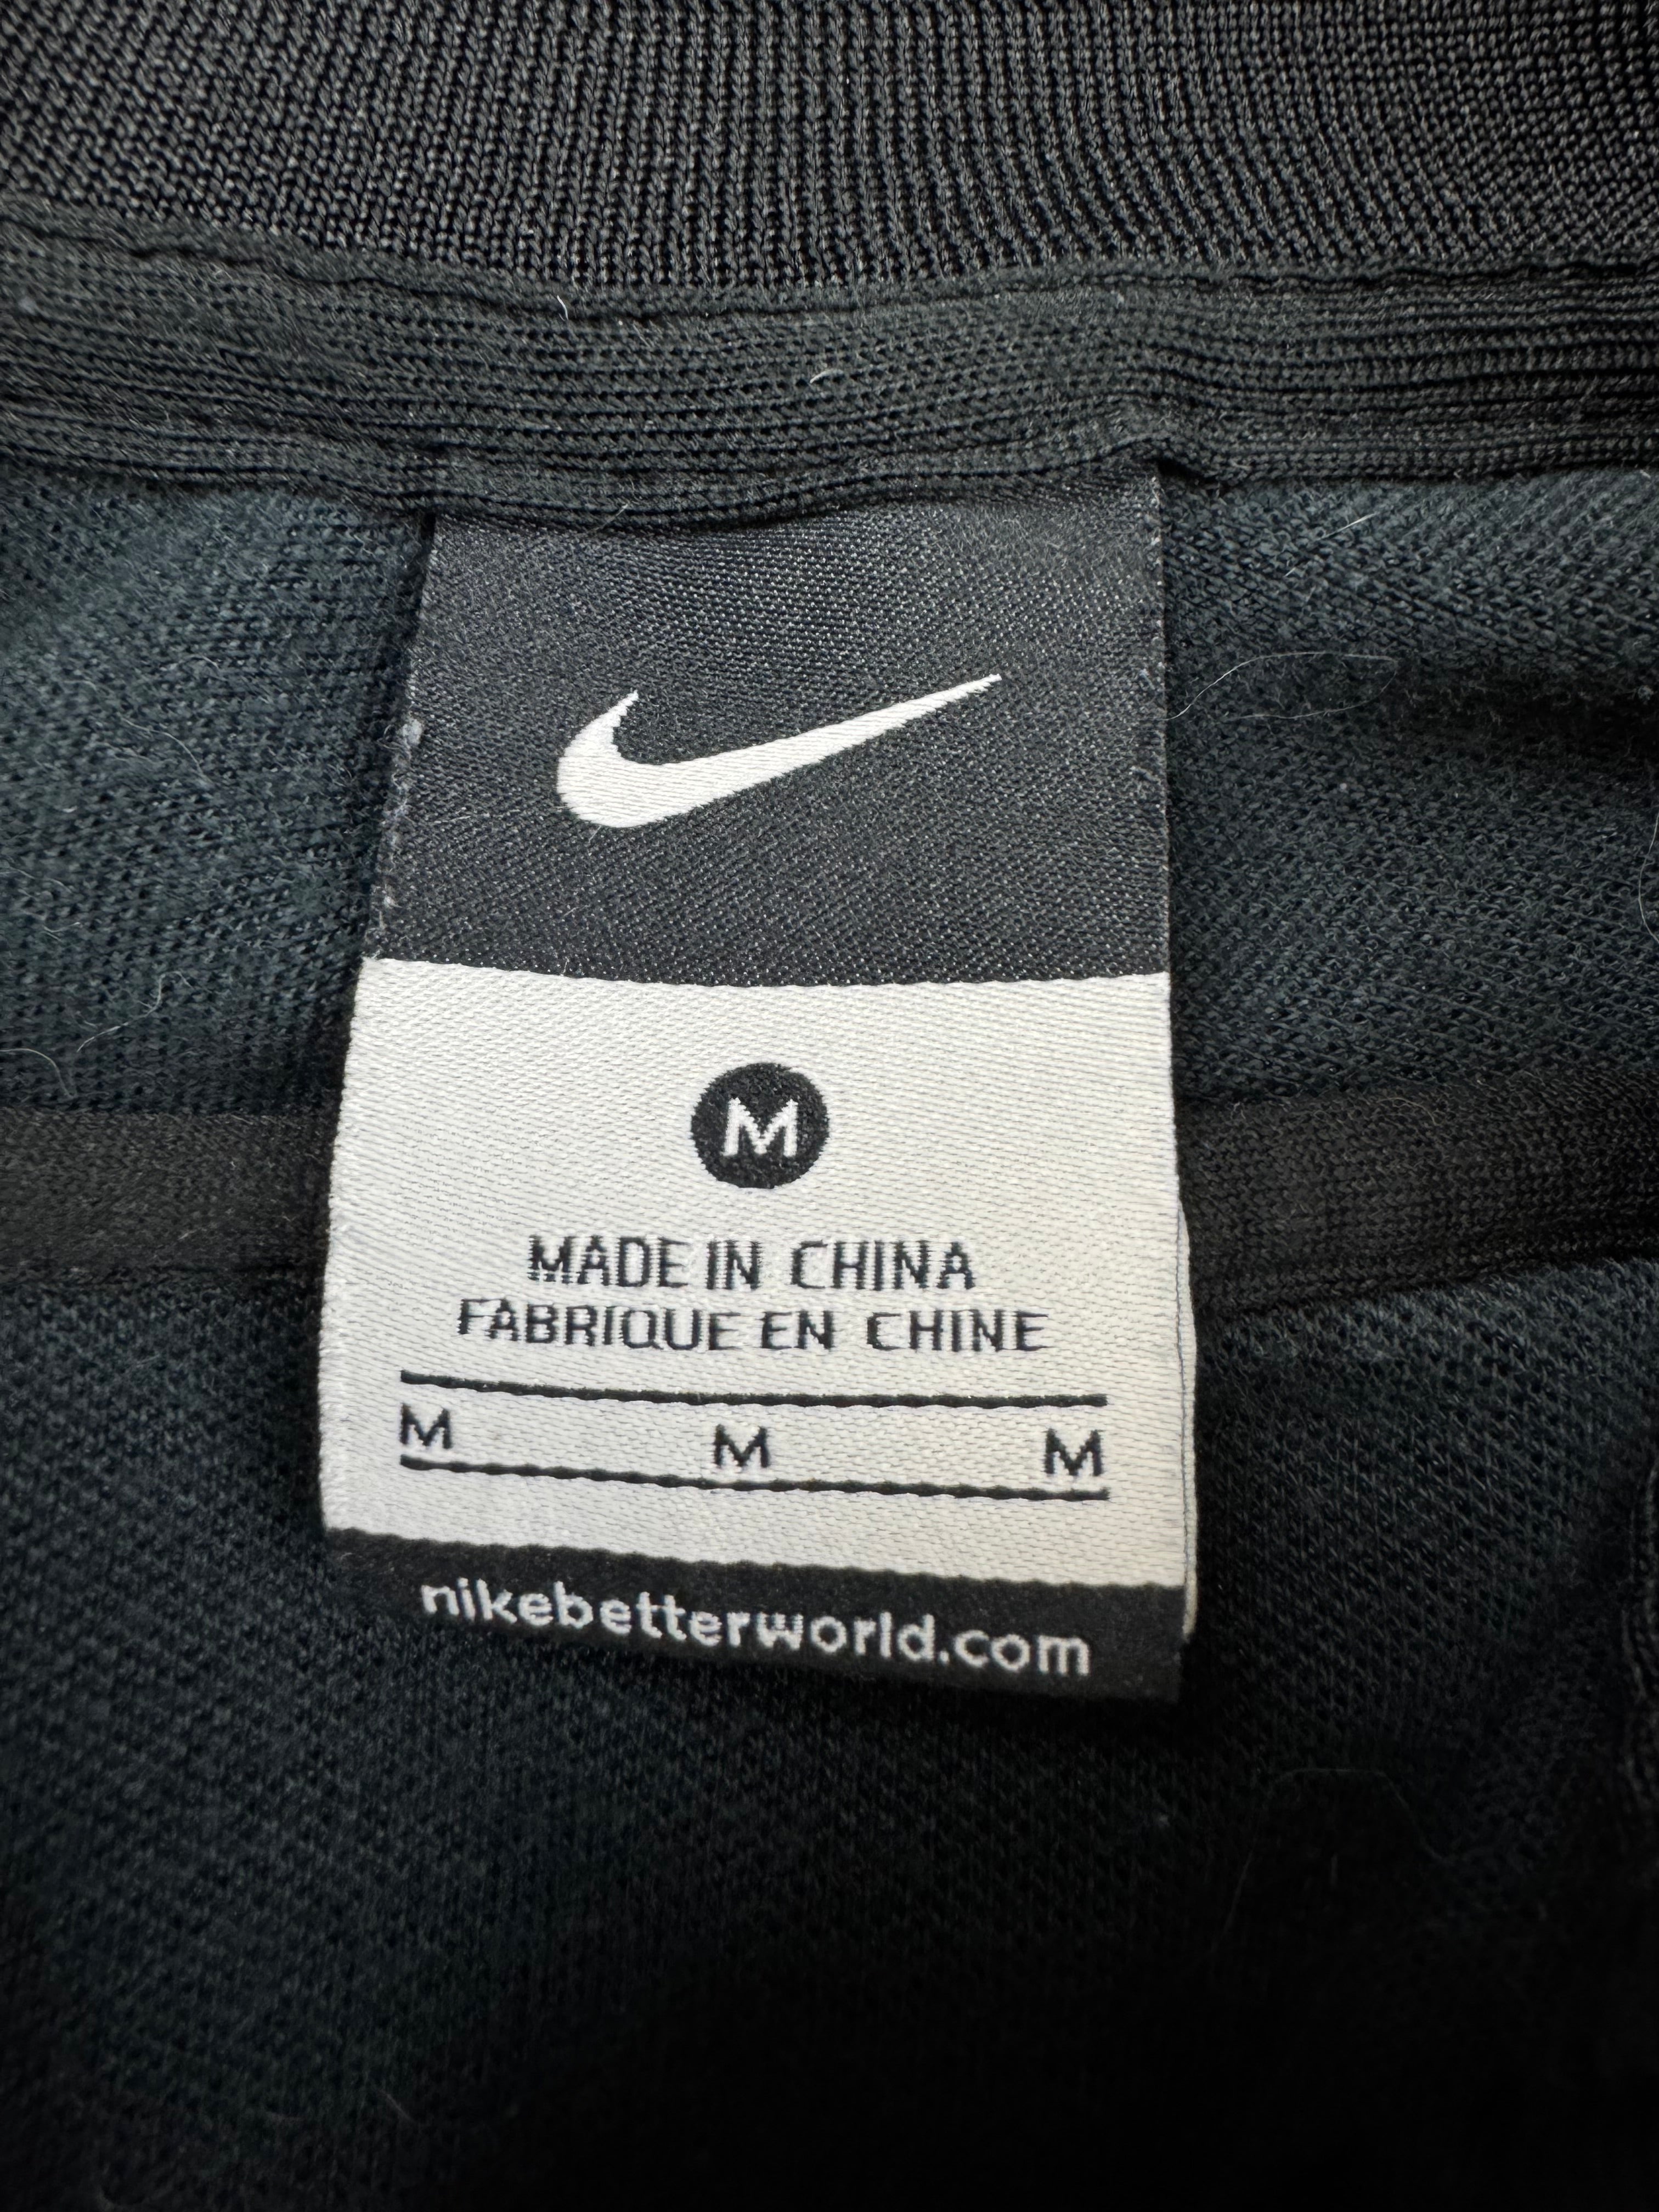 M
MADE IN CHINA
FABRIQUE EN CHINE
M M M
nikebetterworld.com